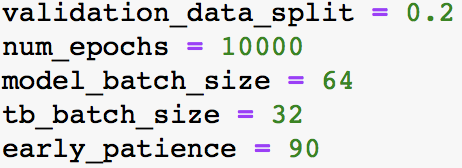 validation_data_split = 0.2
num_epochs = 10000
model_batch_size = 64
tb_batch_size = 32
early_patience = 90